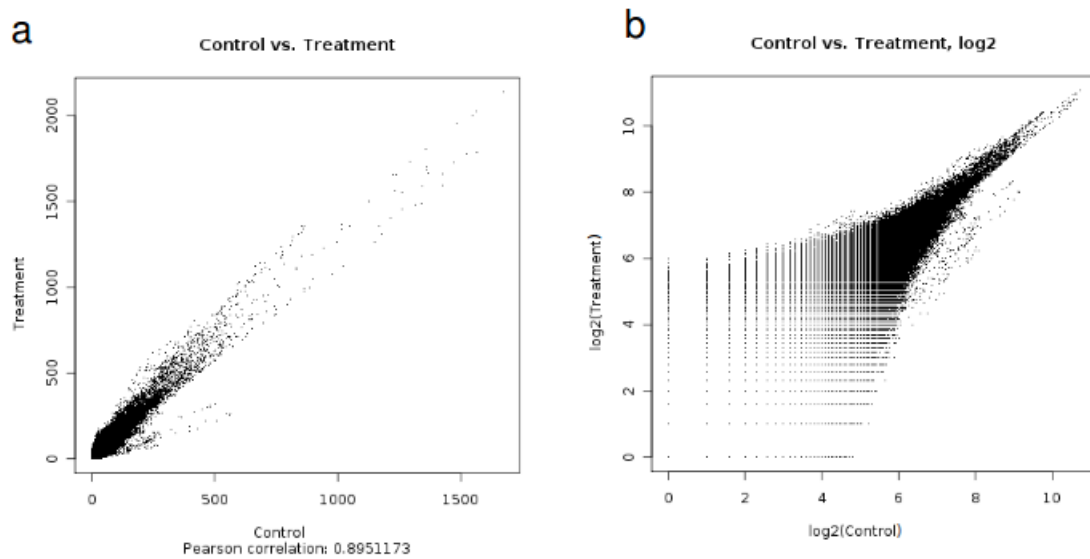 a
Control vs. Treatment
Treatment
0
500
1000
1500
2000
0
500
1000
1500
Control
Pearson correlation: 0.8951173
b
Control vs. Treatment, log2
log2(Treatment)
0
2
4
6
8
10
0
2
4
6
8
10
log2(Control)